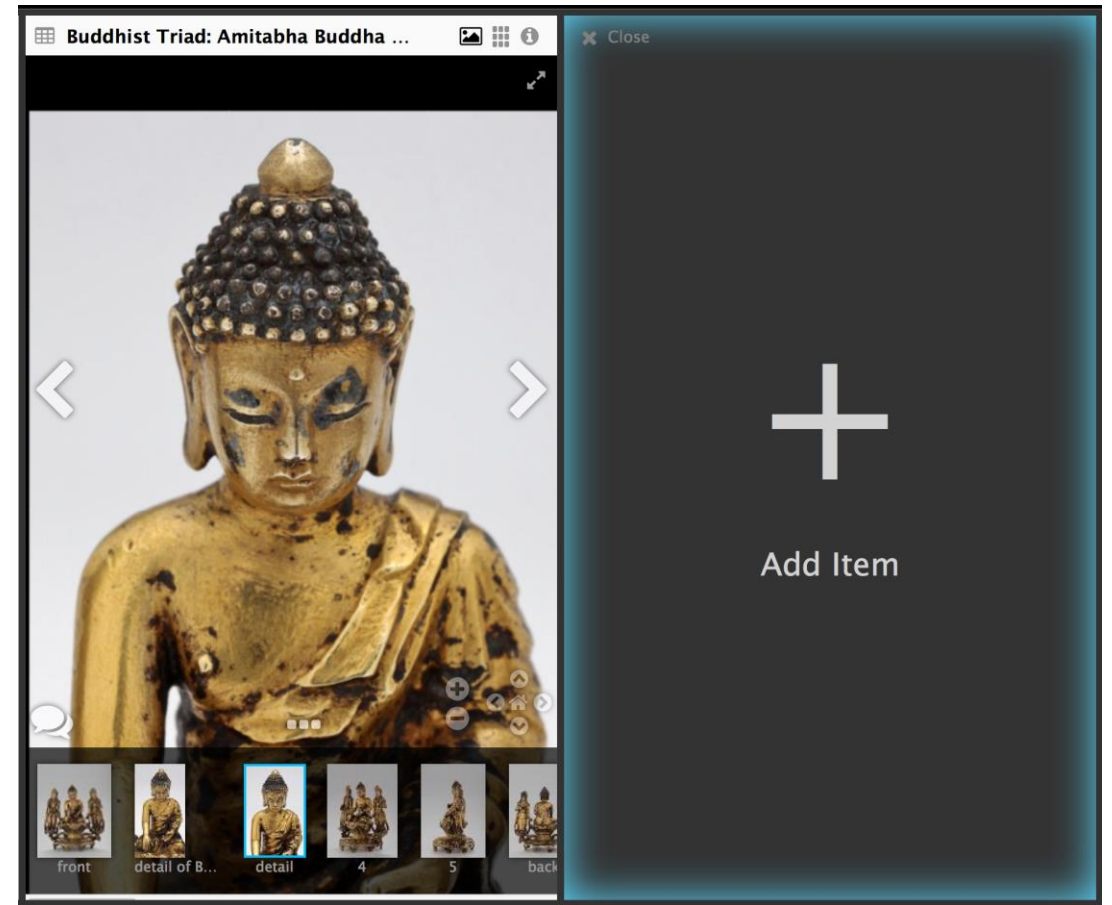 Buddhist Triad: Amitabha Buddha ...
Close
Add Item
front
detail of B...
detail
4
5
back